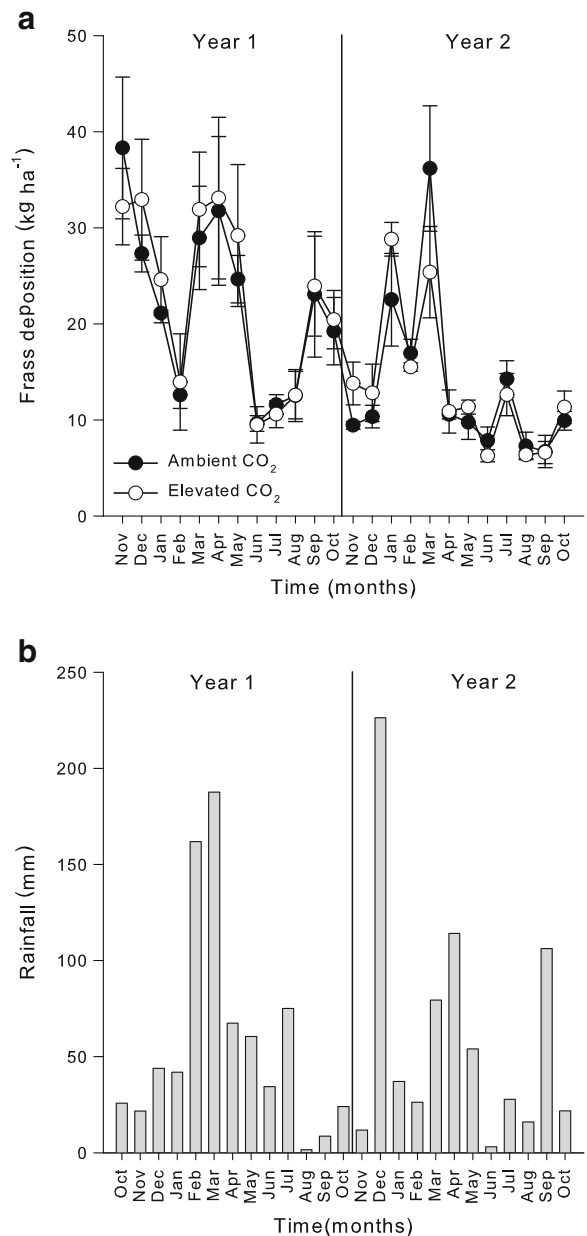 a
Year 1
Year 2
50
40
30
20
10
0
Frass deposition (kg ha⁻¹)
Ambient CO₂
Elevated CO₂
Nov
Dec
Jan
Feb
Mar
Apr
May
Jun
Jul
Aug
Sep
Oct
Nov
Dec
Jan
Feb
Mar
Apr
May
Jun
Jul
Aug
Sep
Oct
Time (months)
b
Year 1
Year 2
250
200
150
100
50
0
Rainfall (mm)
Oct
Nov
Dec
Jan
Feb
Mar
Apr
May
Jun
Jul
Aug
Sep
Oct
Nov
Dec
Jan
Feb
Mar
Apr
May
Jun
Jul
Aug
Sep
Oct
Time(months)